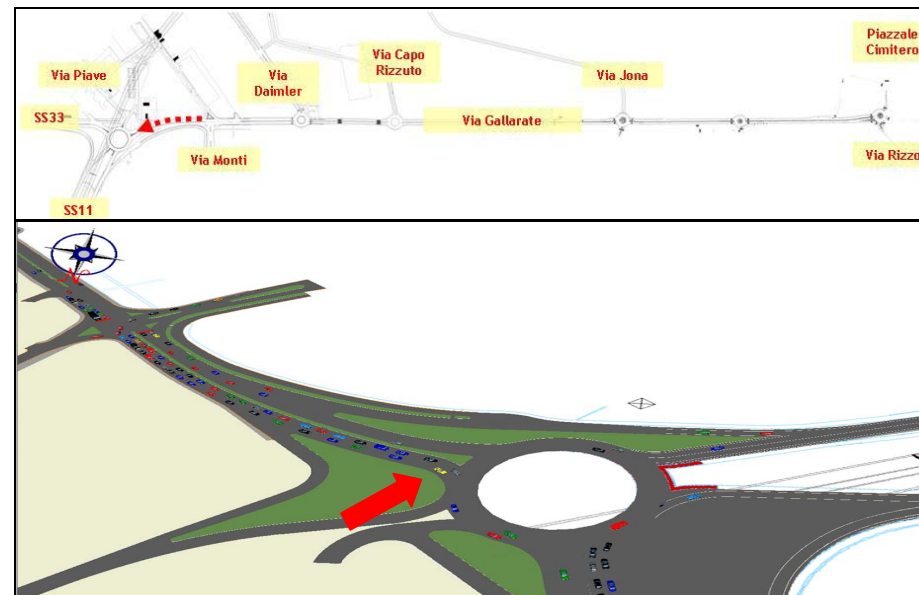 Piazzale
Cimitero
Via Capo
Rizzuto
Via Piave
Via
Daimler
Via Jona
SS33
Via Gallarate
Via Monti
Via Rizzo
SS11
N